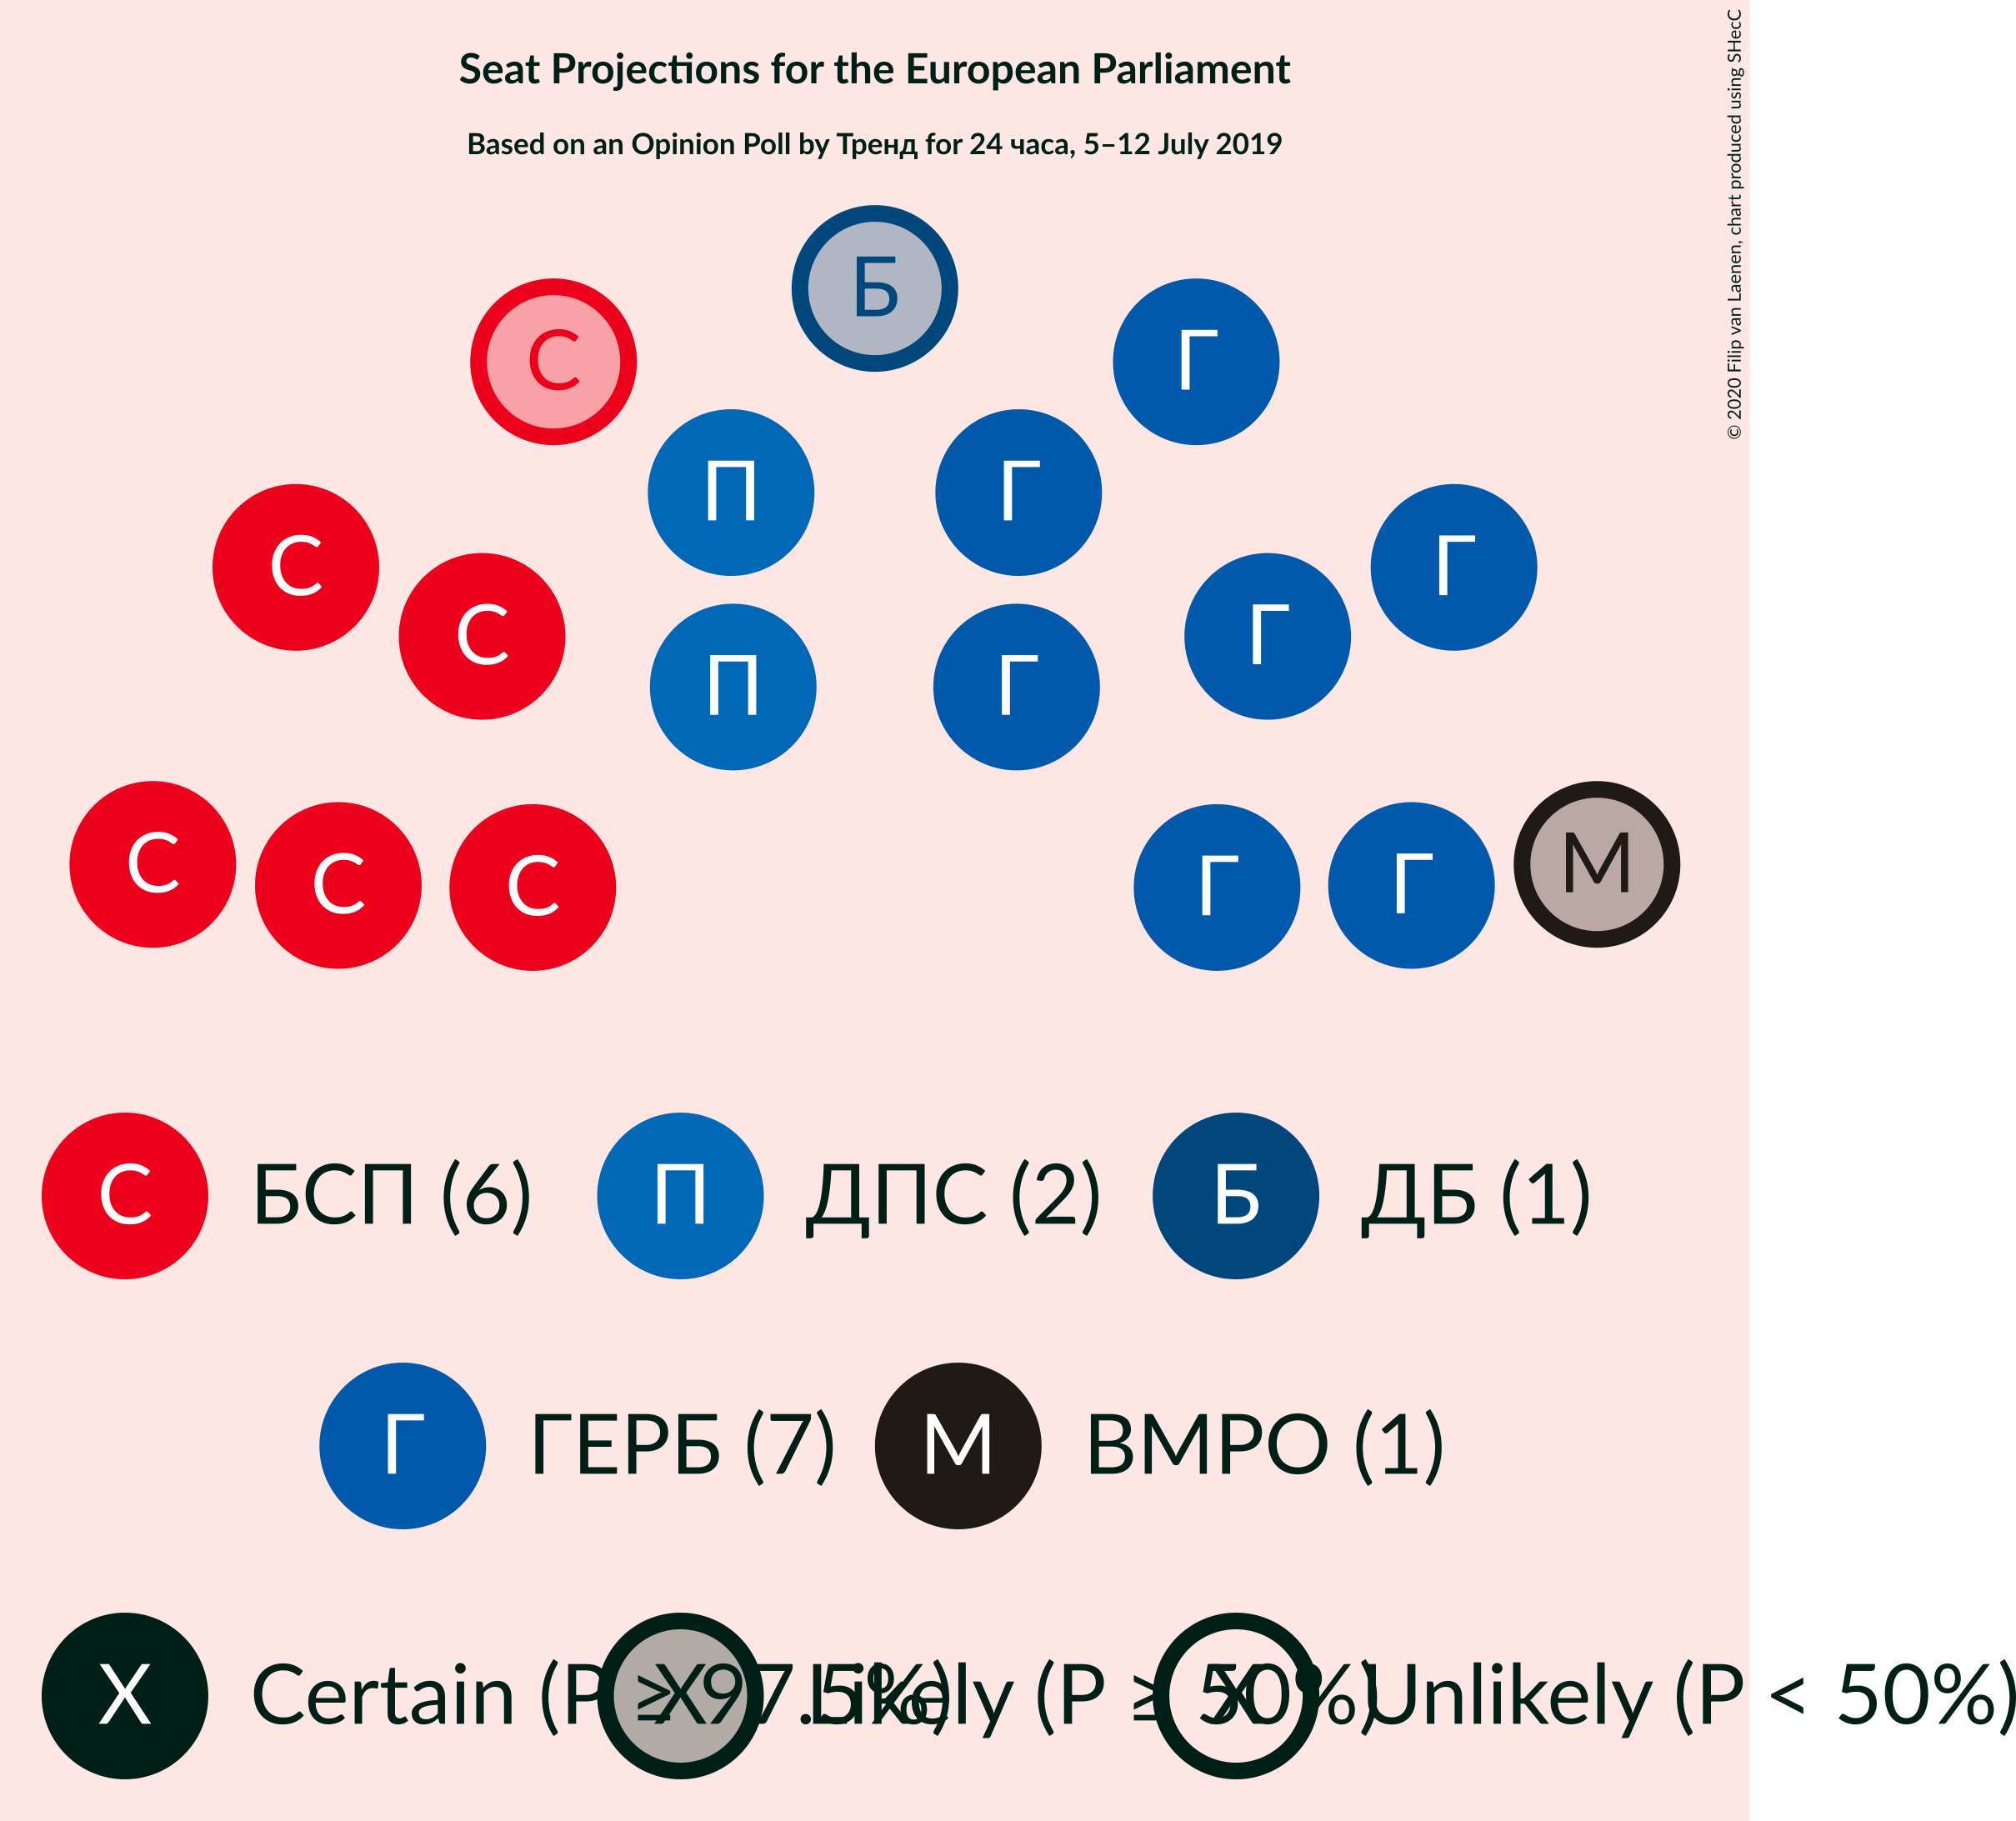 Seat Projections for the European Parliament
Based on an Opinion Poll by Тренд for 24 часа, 5–12 July 2019
© 2020 Filip van Laenen, chart produced using SHecC
Б
С Г
П Г
С Г
С Г
П Г
С М
С С Г Г
С БСП (6) П ДПС (2) Б ДБ (1)
Г ГЕРБ (7) М ВМРО (1)
X Certain (P ≥ 97.5%) X Likely (P ≥ 50%) X Unlikely (P < 50%)